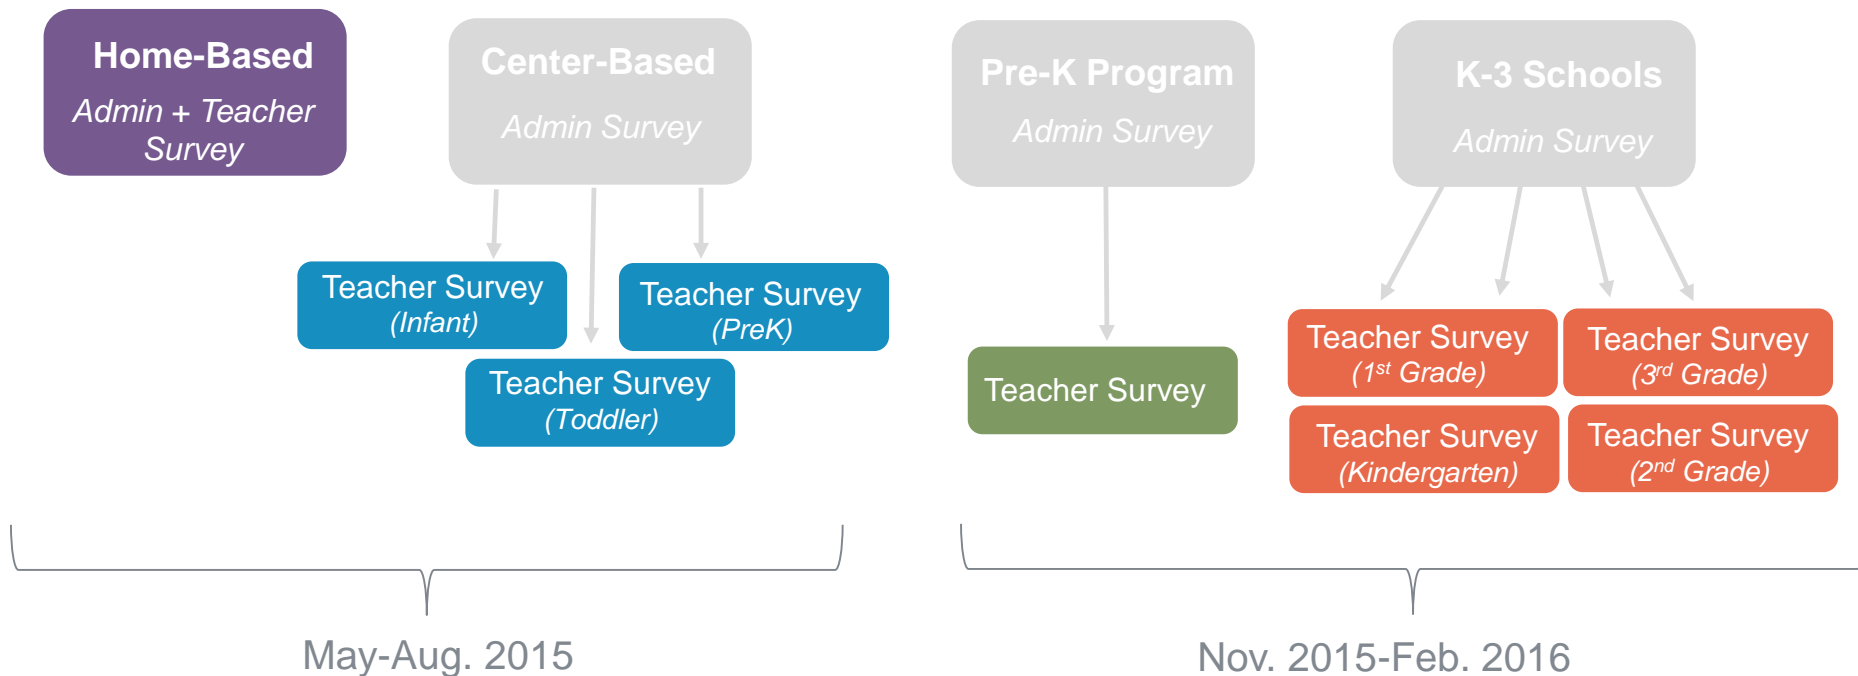 Home-Based
Admin + Teacher
Survey
Center-Based
Admin Survey
Pre-K Program
Admin Survey
K-3 Schools
Admin Survey
Teacher Survey
(Infant)
Teacher Survey
(PreK)
Teacher Survey
(Toddler)
Teacher Survey
Teacher Survey
(1st Grade)
Teacher Survey
(3rd Grade)
Teacher Survey
(Kindergarten)
Teacher Survey
(2nd Grade)
May-Aug. 2015
Nov. 2015-Feb. 2016